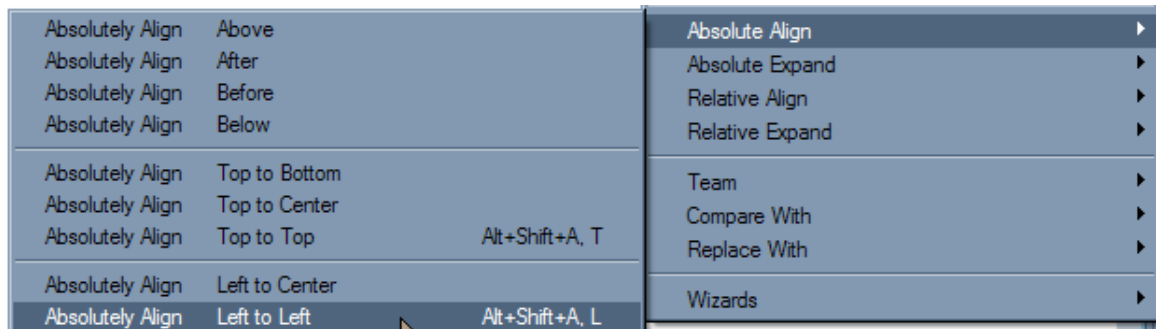 Absolutely Align Above
Absolutely Align After
Absolutely Align Before
Absolutely Align Below
Absolutely Align Top to Bottom
Absolutely Align Top to Center
Absolutely Align Top to Top Alt+Shift+A, T
Absolutely Align Left to Center
Absolutely Align Left to Left Alt+Shift+A, L
Absolute Align
Absolute Expand
Relative Align
Relative Expand
Team
Compare With
Replace With
Wizards